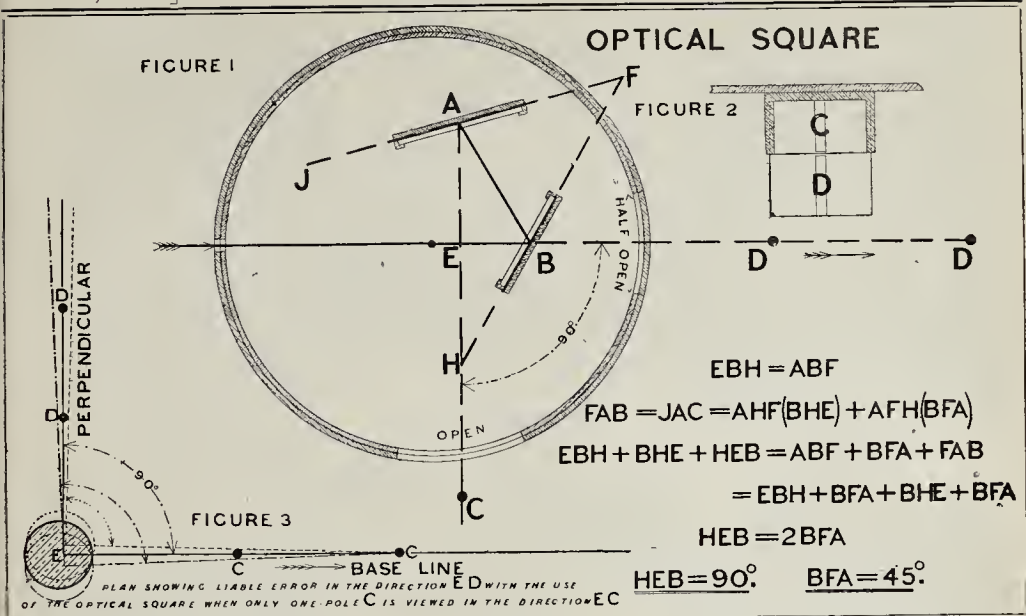 OPTICAL SQUARE
FIGURE 1
F
A
FIGURE 2
C
D
J
HALF OPEN
E
B
D
D
90°
H
OPEN
C
EBH = ABF
FAB = JAC = AHF(BHE) + AFH(BFA)
EBH + BHE + HEB = ABF + BFA + FAB
= EBH + BFA + BHE + BFA
HEB = 2BFA
HEB = 90°. BFA = 45°.
D
PERPENDICULAR
D
90°
FIGURE 3
E
C
C
BASE LINE
PLAN SHOWING LIABLE ERROR IN THE DIRECTION ED WITH THE USE
OF THE OPTICAL SQUARE WHEN ONLY ONE POLE C IS VIEWED IN THE DIRECTION EC